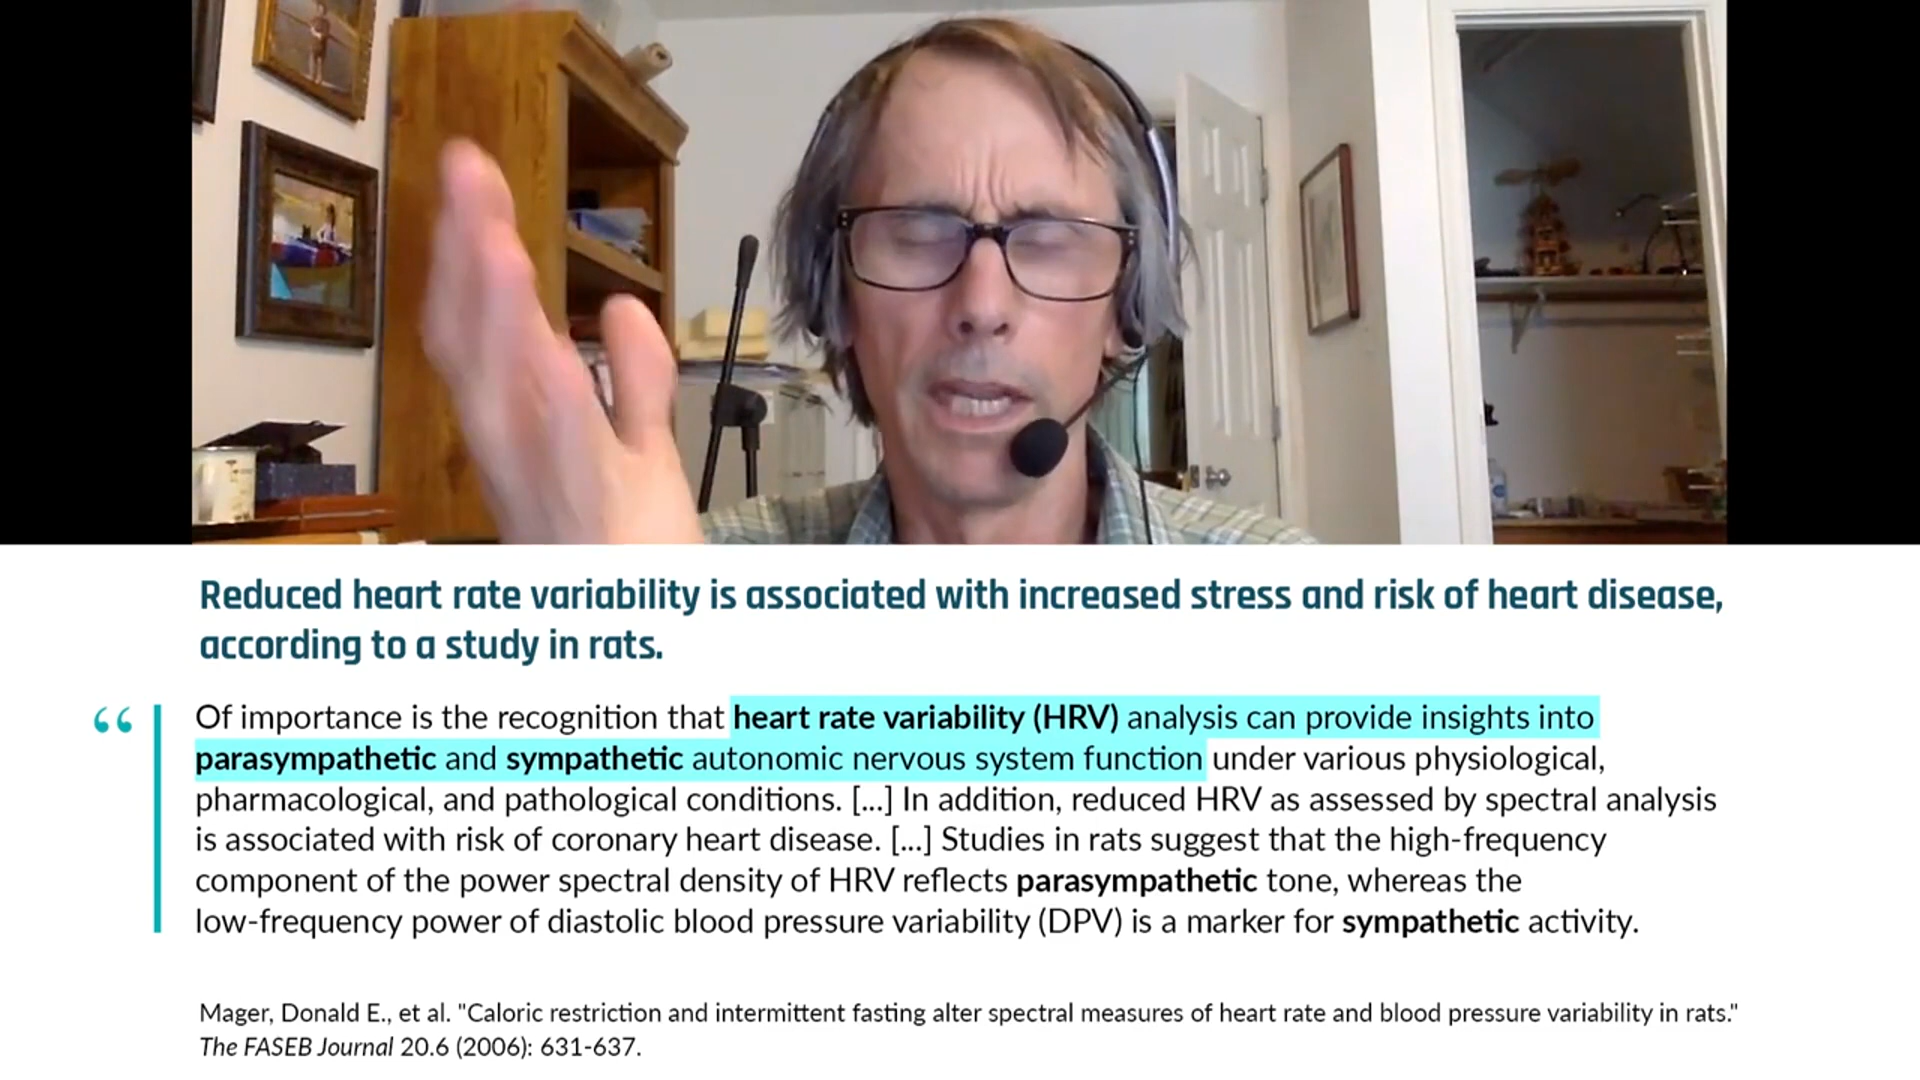 Reduced heart rate variability is associated with increased stress and risk of heart disease,
according to a study in rats.
“
Of importance is the recognition that heart rate variability (HRV) analysis can provide insights into
parasympathetic and sympathetic autonomic nervous system function under various physiological,
pharmacological, and pathological conditions. [...] In addition, reduced HRV as assessed by spectral analysis
is associated with risk of coronary heart disease. [...] Studies in rats suggest that the high-frequency
component of the power spectral density of HRV reflects parasympathetic tone, whereas the
low-frequency power of diastolic blood pressure variability (DPV) is a marker for sympathetic activity.
Mager, Donald E., et al. "Caloric restriction and intermittent fasting alter spectral measures of heart rate and blood pressure variability in rats."
The FASEB Journal 20.6 (2006): 631-637.